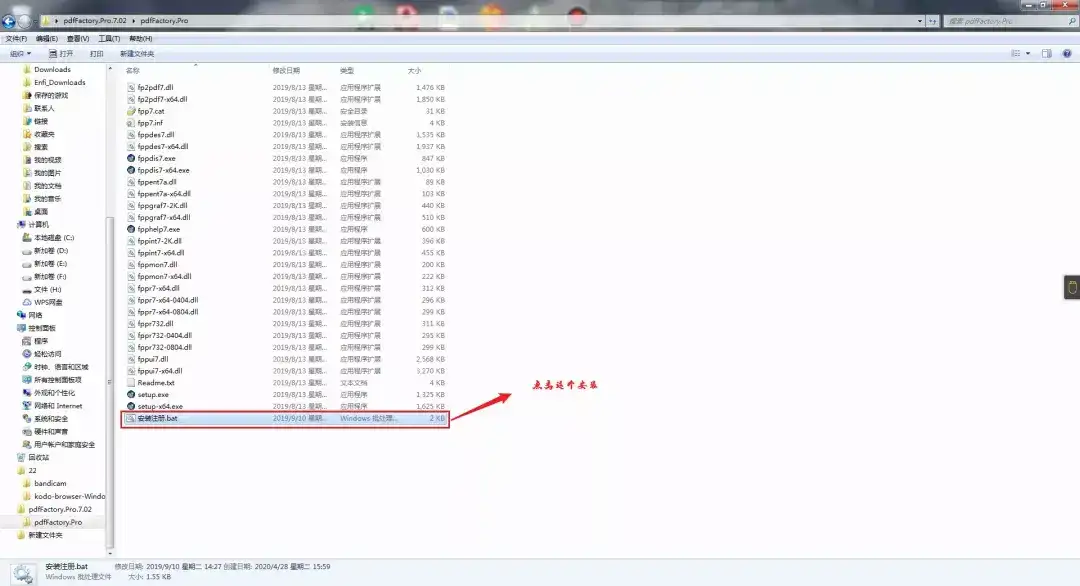 pdfFactory.Pro.7.02 ▸ pdfFactory.Pro
搜索 pdfFactory.Pro
文件(F) 编辑(E) 查看(V) 工具(T) 帮助(H)
组织 打开 打印 新建文件夹
名称 修改日期 类型 大小
Downloads
Enfi_Downloads
保存的游戏
联系人
链接
收藏夹
搜索
我的视频
我的图片
我的文档
我的音乐
桌面
计算机
本地磁盘 (C:)
新加卷 (D:)
新加卷 (E:)
新加卷 (F:)
文件 (H:)
WPS网盘
网络
控制面板
程序
轻松访问
时钟、语言和区域
所有控制面板项
外观和个性化
网络和 Internet
系统和安全
硬件和声音
用户帐户和家庭安全
回收站
22
bandicam
kodo-browser-Windo
pdfFactory.Pro.7.02
pdfFactory.Pro
新建文件夹
fp2pdf7.dll 2019/8/13 星期... 应用程序扩展 1,476 KB
fp2pdf7-x64.dll 2019/8/13 星期... 应用程序扩展 1,850 KB
fpp7.cat 2019/8/13 星期... 安全目录 31 KB
fpp7.inf 2019/8/13 星期... 安装信息 4 KB
fppdes7.dll 2019/8/13 星期... 应用程序扩展 1,535 KB
fppdes7-x64.dll 2019/8/13 星期... 应用程序扩展 1,937 KB
fppdis7.exe 2019/8/13 星期... 应用程序 847 KB
fppdis7-x64.exe 2019/8/13 星期... 应用程序 1,030 KB
fppent7a.dll 2019/8/13 星期... 应用程序扩展 89 KB
fppent7a-x64.dll 2019/8/13 星期... 应用程序扩展 103 KB
fppgraf7-2K.dll 2019/8/13 星期... 应用程序扩展 440 KB
fppgraf7-x64.dll 2019/8/13 星期... 应用程序扩展 510 KB
fpphelp7.exe 2019/8/13 星期... 应用程序 600 KB
fppint7-2K.dll 2019/8/13 星期... 应用程序扩展 396 KB
fppint7-x64.dll 2019/8/13 星期... 应用程序扩展 455 KB
fppmon7.dll 2019/8/13 星期... 应用程序扩展 200 KB
fppmon7-x64.dll 2019/8/13 星期... 应用程序扩展 222 KB
fppr7-x64.dll 2019/8/13 星期... 应用程序扩展 312 KB
fppr7-x64-0404.dll 2019/8/13 星期... 应用程序扩展 296 KB
fppr7-x64-0804.dll 2019/8/13 星期... 应用程序扩展 299 KB
fppr732.dll 2019/8/13 星期... 应用程序扩展 311 KB
fppr732-0404.dll 2019/8/13 星期... 应用程序扩展 295 KB
fppr732-0804.dll 2019/8/13 星期... 应用程序扩展 299 KB
fppui7.dll 2019/8/13 星期... 应用程序扩展 2,568 KB
fppui7-x64.dll 2019/8/13 星期... 应用程序扩展 3,270 KB
Readme.txt 2019/8/13 星期... 文本文档 4 KB
setup.exe 2019/8/13 星期... 应用程序 1,325 KB
setup-x64.exe 2019/8/13 星期... 应用程序 1,625 KB
安装注册.bat 2019/9/10 星期... Windows 批处理... 2 KB
点击这个安装
安装注册.bat 修改日期: 2019/9/10 星期二 14:27 创建日期: 2020/4/28 星期二 15:59
Windows 批处理文件 大小: 1.55 KB